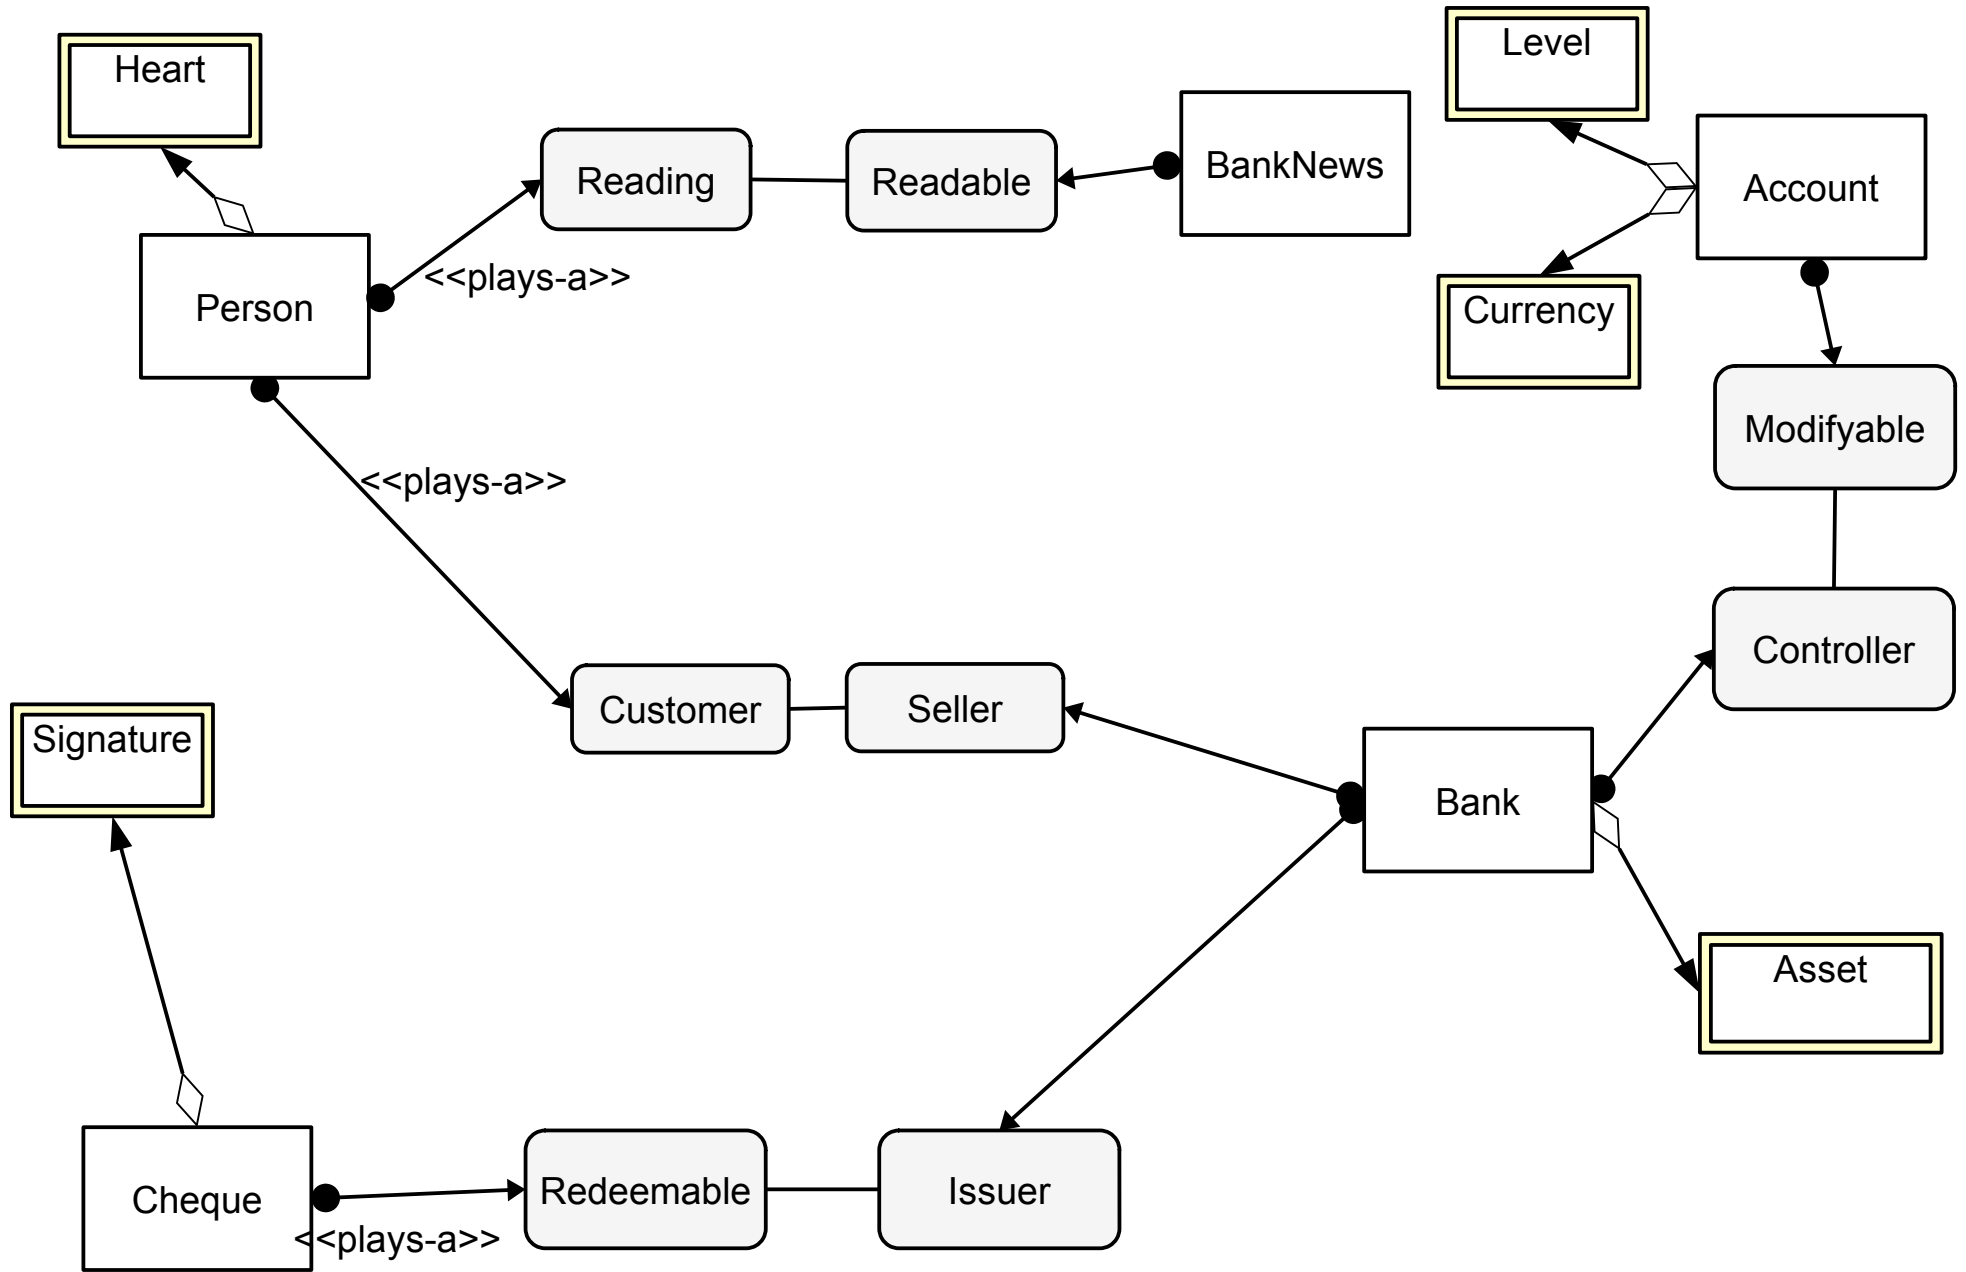 Heart
Level
Reading
Readable
BankNews
Account
<<plays-a>>
Person
Currency
Modifyable
<<plays-a>>
Controller
Customer
Seller
Signature
Bank
Asset
Cheque
Redeemable
Issuer
<<plays-a>>